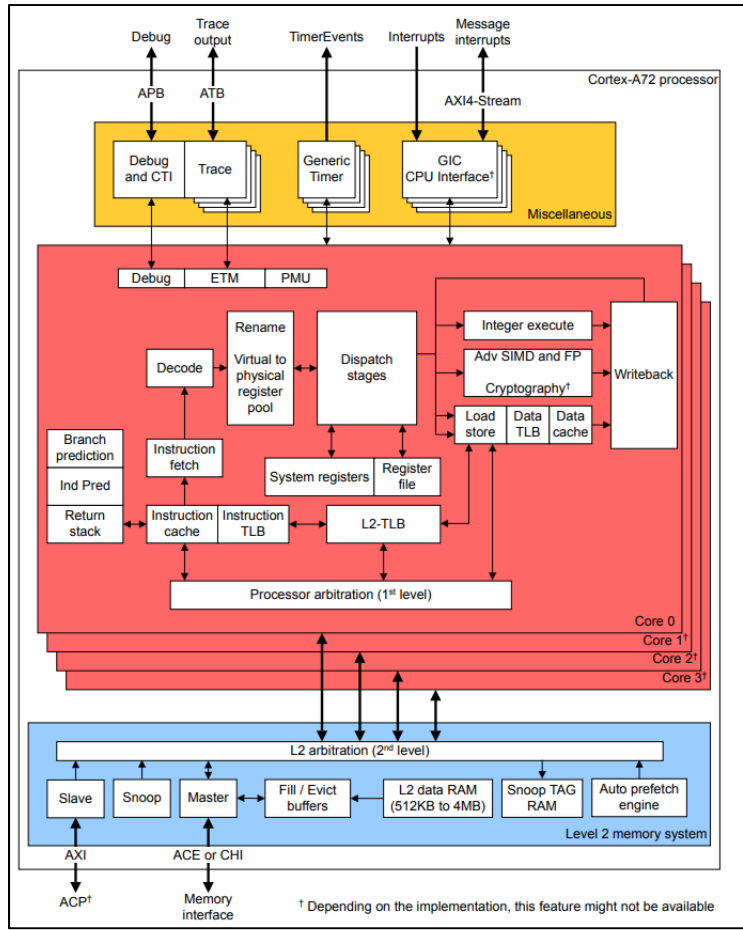 Debug
Trace
output
TimerEvents
Interrupts
Message
interrupts
Cortex-A72 processor
APB
ATB
AXI4-Stream
Debug
and CTI
Trace
Generic
Timer
GIC
CPU Interface†
Miscellaneous
Debug
ETM
PMU
Rename
Virtual to
physical
register
pool
Dispatch
stages
Integer execute
Adv SIMD and FP
Cryptography†
Writeback
Decode
Load
store
Data
TLB
Data
cache
Branch
prediction
Ind Pred
Return
stack
Instruction
fetch
System registers
Register
file
Instruction
cache
Instruction
TLB
L2-TLB
Processor arbitration (1st level)
Core 0
Core 1†
Core 2†
Core 3†
L2 arbitration (2nd level)
Slave
Snoop
Master
Fill / Evict
buffers
L2 data RAM
(512KB to 4MB)
Snoop TAG
RAM
Auto prefetch
engine
Level 2 memory system
AXI
ACE or CHI
ACP†
Memory
interface
† Depending on the implementation, this feature might not be available